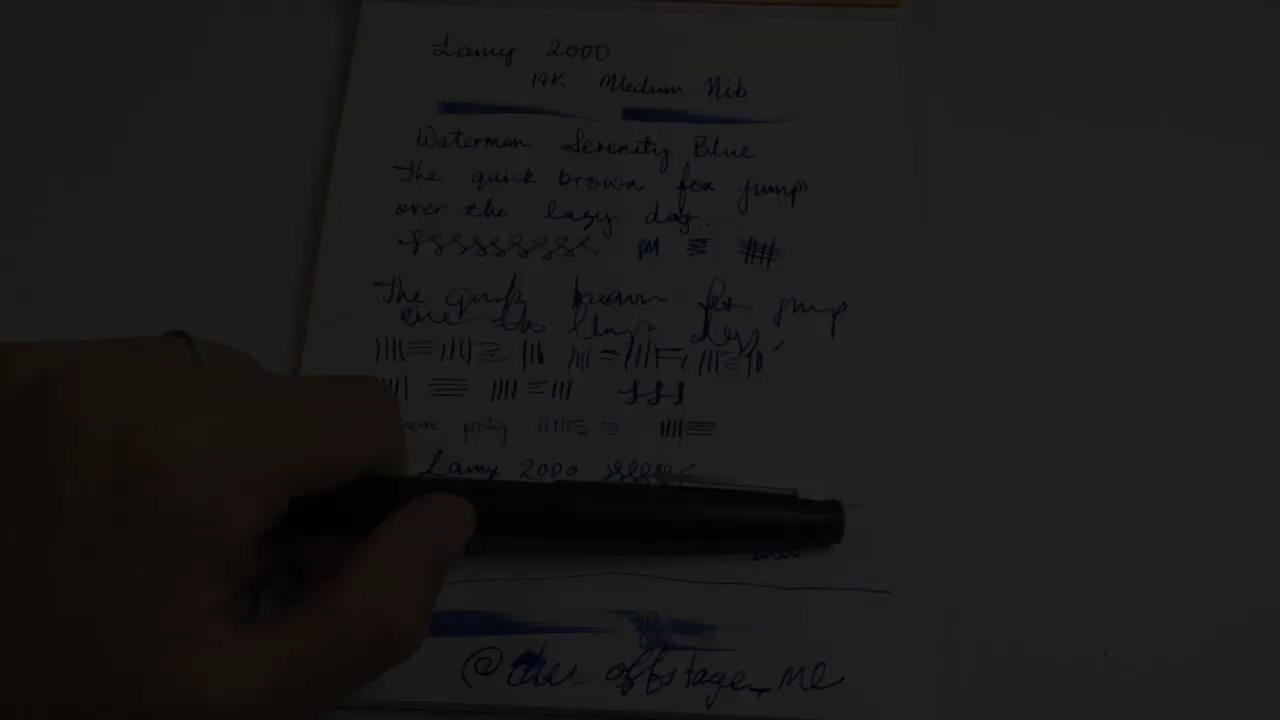 Lamy 2000
14K. Medium Nib
Waterman Serenity Blue
The quick brown fox jumps
over the lazy dog.
The quick brown fox jump
over the lazy dog
Lamy 2000
offstage_me